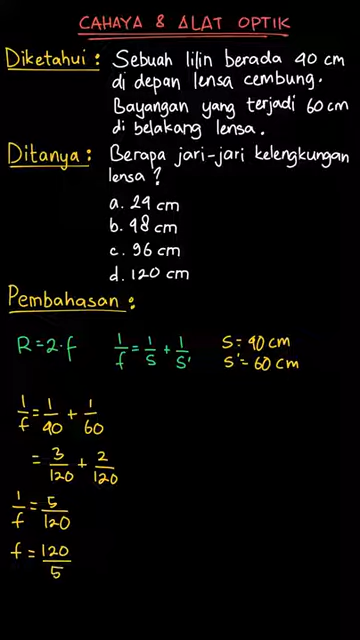 CAHAYA & ALAT OPTIK
Diketahui : Sebuah lilin berada 40 cm
di depan lensa cembung.
Bayangan yang terjadi 60 cm
di belakang lensa.
Ditanya : Berapa jari-jari kelengkungan
lensa ?
a. 24 cm
b. 48 cm
c. 96 cm
d. 120 cm
Pembahasan :
R = 2 · f 1/f = 1/S + 1/S' S = 40 cm
S' = 60 cm
1/f = 1/40 + 1/60
= 3/120 + 2/120
1/f = 5/120
f = 120/5